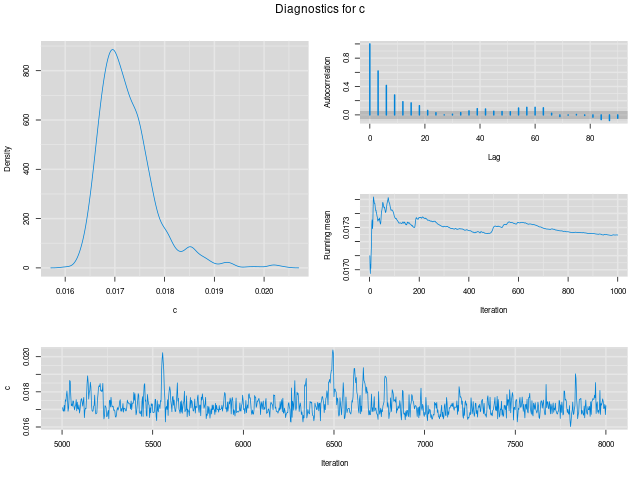 Diagnostics for c
Density
0 200 400 600 800
0.016 0.017 0.018 0.019 0.020
c
Autocorrelation
0.0 0.4 0.8
0 20 40 60 80
Lag
Running mean
0.0170 0.0173
0 200 400 600 800 1000
Iteration
c
0.016 0.018 0.020
5000 5500 6000 6500 7000 7500 8000
Iteration